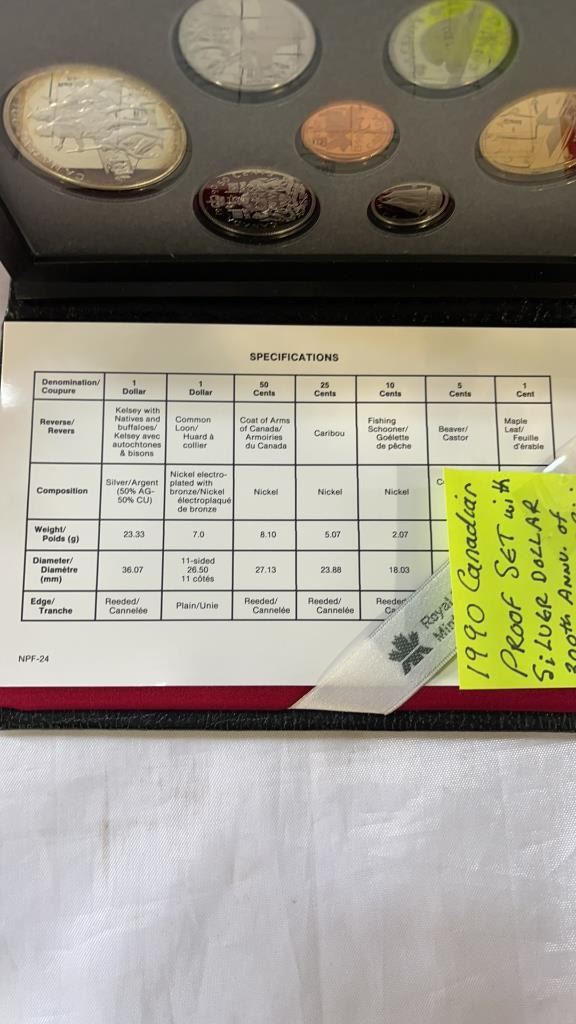 SPECIFICATIONS
Denomination/ Coupure
1 Dollar
1 Dollar
50 Cents
25 Cents
10 Cents
5 Cents
1 Cent
Reverse/ Revers
Kelsey with
Natives and
buffaloes/
Kelsey avec
autochtones
& bisons
Common
Loon/
Huard à
collier
Coat of Arms
of Canada/
Armoiries
du Canada
Caribou
Fishing
Schooner/
Goélette
de pêche
Beaver/
Castor
Maple
Leaf/
Feuille
d'érable
Composition
Silver/Argent
(50% AG-
50% CU)
Nickel electro-
plated with
bronze/Nickel
électroplaqué
de bronze
Nickel
Nickel
Nickel
Weight/
Poids (g)
23.33
7.0
8.10
5.07
2.07
Diameter/
Diamètre
(mm)
36.07
11-sided
26.50
11 côtés
27.13
23.88
18.03
Edge/
Tranche
Reeded/
Cannelée
Plain/Unie
Reeded/
Cannelée
Reeded/
Cannelée
NPF-24
Royal
1990 Canadian
PROOF SET with
SILVER DOLLAR
300th ANNV. of